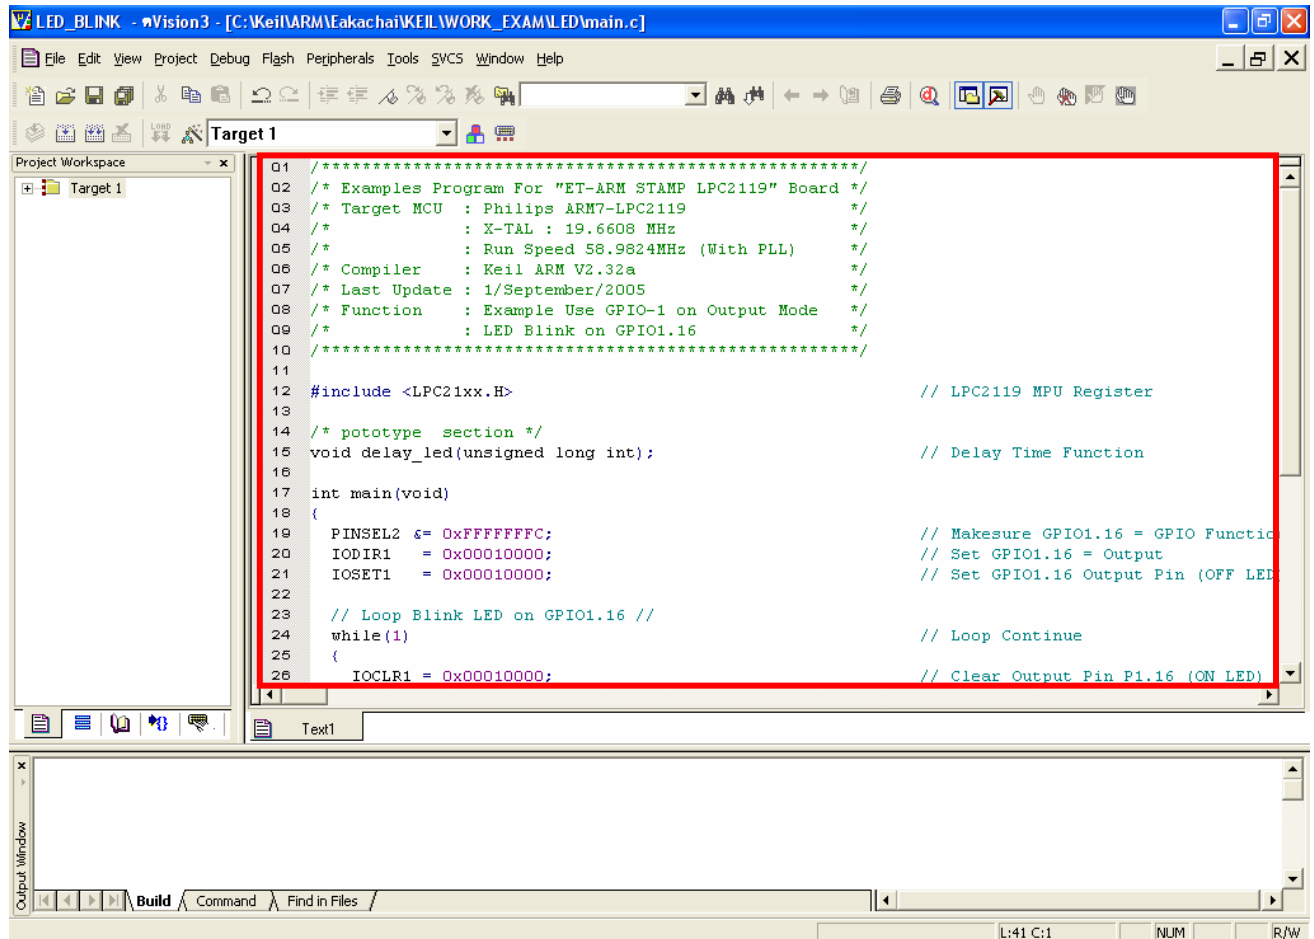 LED_BLINK - µVision3 - [C:\Keil\ARM\Eakachai\KEIL\WORK_EXAM\LED\main.c]
File Edit View Project Debug Flash Peripherals Tools SVCS Window Help
LOAD
Target 1
Project Workspace
Target 1
01 /*****************************************************/
02 /* Examples Program For "ET-ARM STAMP LPC2119" Board */
03 /* Target MCU  : Philips ARM7-LPC2119                */
04 /*             : X-TAL : 19.6608 MHz                 */
05 /*             : Run Speed 58.9824MHz (With PLL)     */
06 /* Compiler    : Keil ARM V2.32a                     */
07 /* Last Update : 1/September/2005                    */
08 /* Function    : Example Use GPIO-1 on Output Mode   */
09 /*             : LED Blink on GPIO1.16               */
10 /*****************************************************/
11
12 #include <LPC21xx.H> // LPC2119 MPU Register
13
14 /* pototype  section */
15 void delay_led(unsigned long int); // Delay Time Function
16
17 int main(void)
18 {
19   PINSEL2 &= 0xFFFFFFFC; // Makesure GPIO1.16 = GPIO Functio
20   IODIR1   = 0x00010000; // Set GPIO1.16 = Output
21   IOSET1   = 0x00010000; // Set GPIO1.16 Output Pin (OFF LED
22
23   // Loop Blink LED on GPIO1.16 //
24   while(1) // Loop Continue
25   {
26     IOCLR1 = 0x00010000; // Clear Output Pin P1.16 (ON LED)
Text1
Output Window
Build Command Find in Files
L:41 C:1 NUM R/W